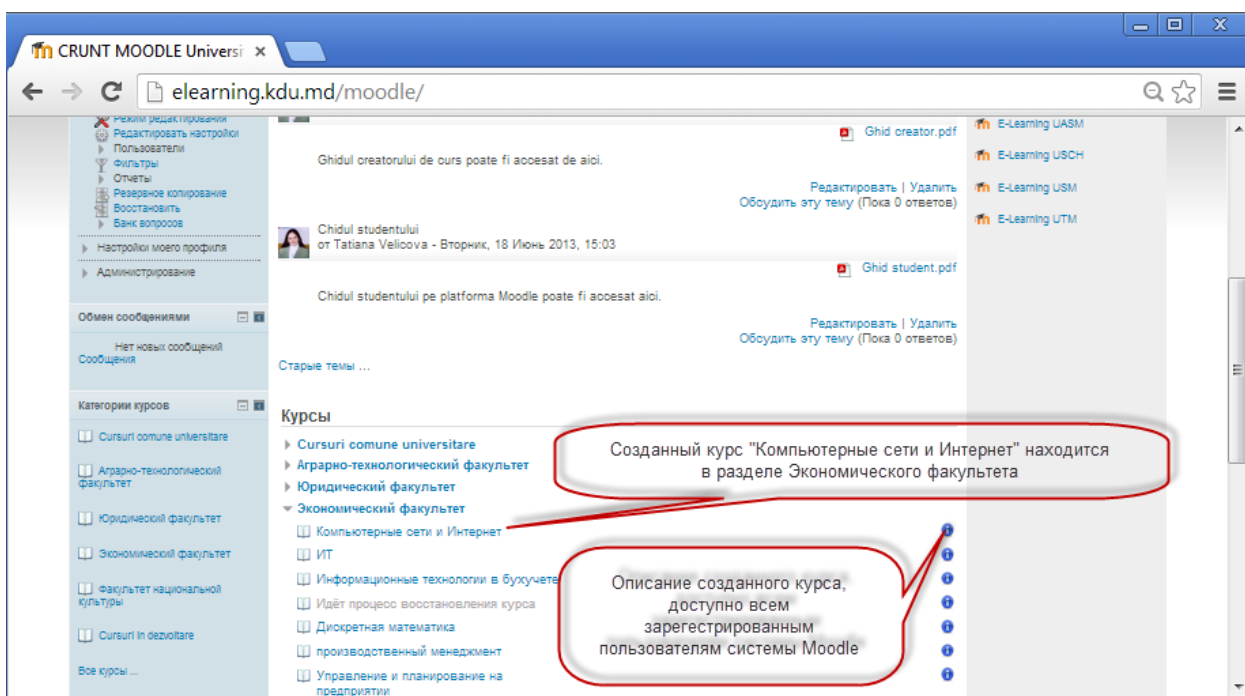 CRUNT MOODLE Universi
elearning.kdu.md/moodle/
Режим редактирования
Редактировать настройки
Пользователи
Фильтры
Отчеты
Резервное копирование
Восстановить
Банк вопросов
Настройки моего профиля
Администрирование
Обмен сообщениями
Нет новых сообщений
Сообщения
Категории курсов
Cursuri comune universitare
Аграрно-технологический
факультет
Юридический факультет
Экономический факультет
Факультет национальной
культуры
Cursuri in dezvoltare
Все курсы ...
Ghid creator.pdf
Ghidul creatorului de curs poate fi accesat de aici.
Редактировать | Удалить
Обсудить эту тему (Пока 0 ответов)
Chidul studentului
от Tatiana Velicova - Вторник, 18 Июнь 2013, 15:03
Ghid student.pdf
Chidul studentului pe platforma Moodle poate fi accesat aici.
Редактировать | Удалить
Обсудить эту тему (Пока 0 ответов)
Старые темы ...
Курсы
Cursuri comune universitare
Аграрно-технологический факультет
Юридический факультет
Экономический факультет
Компьютерные сети и Интернет
ИТ
Информационные технологии в бухучете
Идёт процесс восстановления курса
Дискретная математика
производственный менеджмент
Управление и планирование на
предприятии
Созданный курс "Компьютерные сети и Интернет" находится
в разделе Экономического факультета
Описание созданного курса,
доступно всем
зарегестрированным
пользователям системы Moodle
E-Learning UASM
E-Learning USCH
E-Learning USM
E-Learning UTM